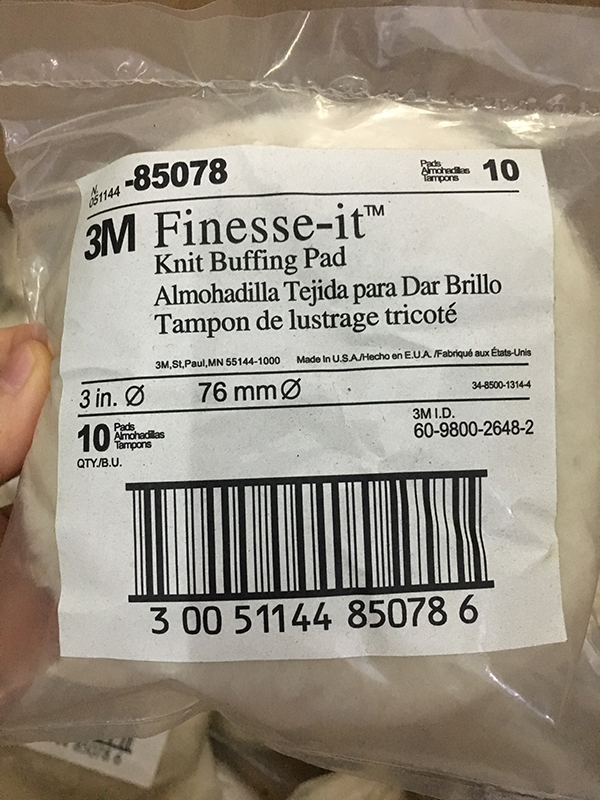 N.
051144 -85078
Pads
Almohadillas
Tampons
10
3M Finesse-it™
Knit Buffing Pad
Almohadilla Tejida para Dar Brillo
Tampon de lustrage tricoté
3M,St,Paul,MN 55144-1000 Made In U.S.A./Hecho en E.U.A. /Fabriqué aux États-Unis
3 in. Ø 76 mm Ø 34-8500-1314-4
10 Pads
Almohadillas
Tampons
QTY./B.U.
3M I.D.
60-9800-2648-2
3 00 51144 85078 6